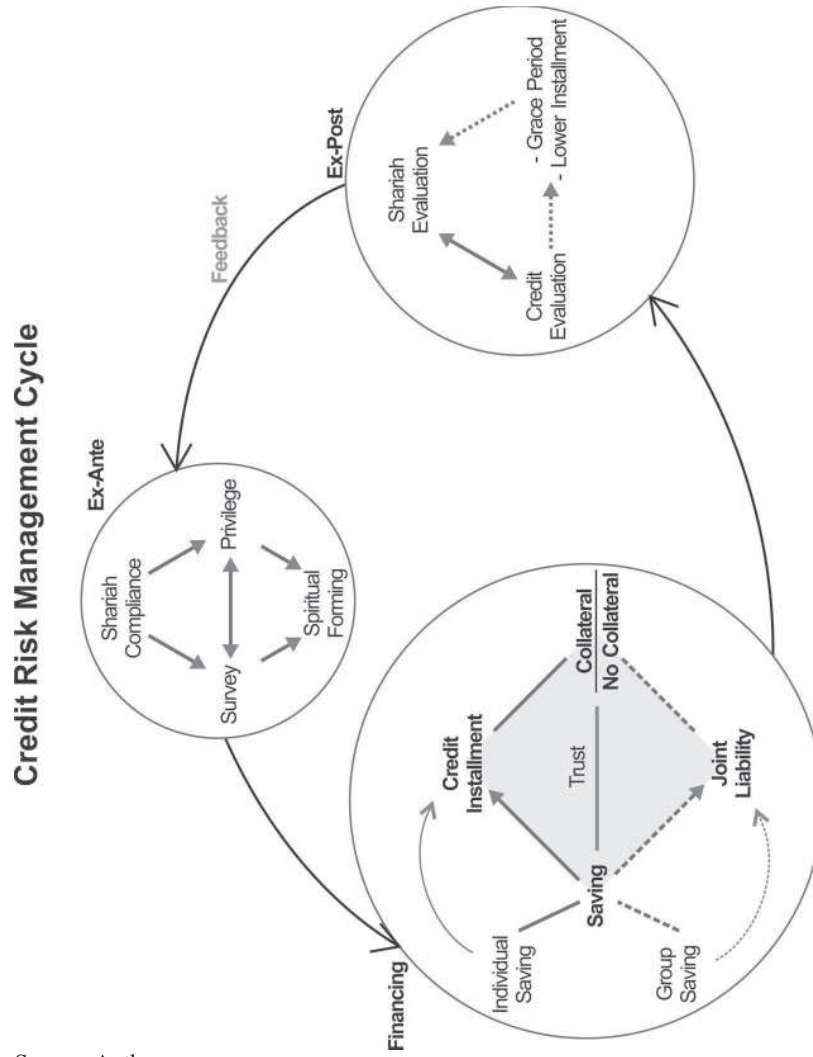 Credit Risk Management Cycle
Ex-Ante
Shariah
Compliance
Survey
Privilege
Spiritual
Forming
Feedback
Financing
Individual
Saving
Group
Saving
Saving
Credit
Installment
Trust
Collateral
No Collateral
Joint
Liability
Ex-Post
Shariah
Evaluation
Credit
Evaluation
- Grace Period
- Lower Installment